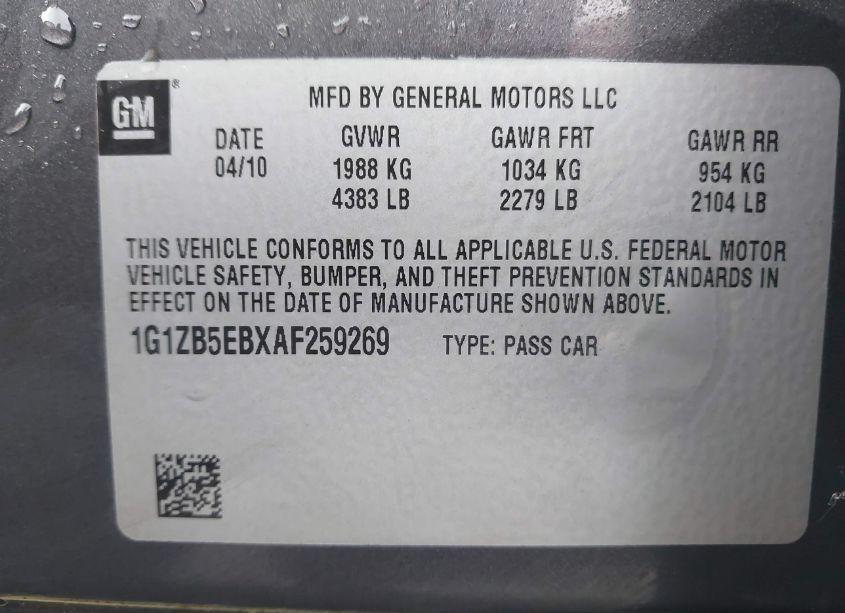 GM ®
MFD BY GENERAL MOTORS LLC
DATE GVWR GAWR FRT GAWR RR
04/10 1988 KG 1034 KG 954 KG
4383 LB 2279 LB 2104 LB
THIS VEHICLE CONFORMS TO ALL APPLICABLE U.S. FEDERAL MOTOR
VEHICLE SAFETY, BUMPER, AND THEFT PREVENTION STANDARDS IN
EFFECT ON THE DATE OF MANUFACTURE SHOWN ABOVE.
1G1ZB5EBXAF259269 TYPE: PASS CAR